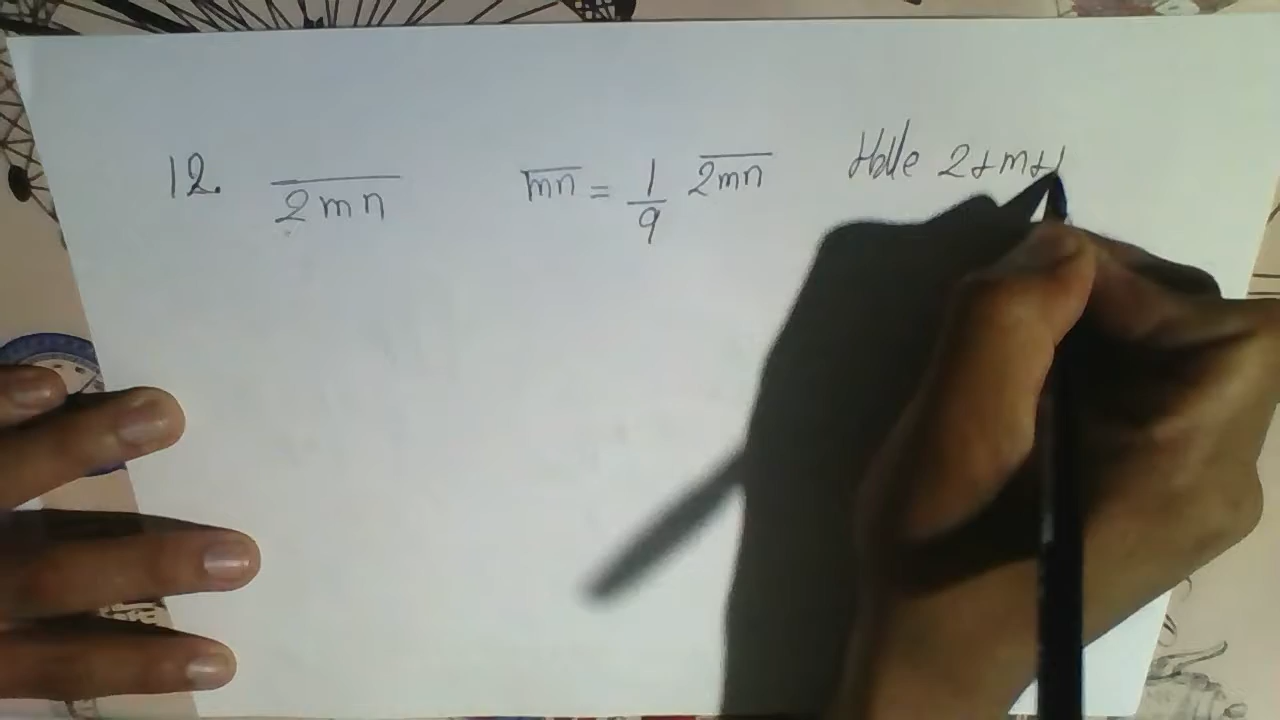 12. 2mn mn = 1/9 2mn Halle 2+m+